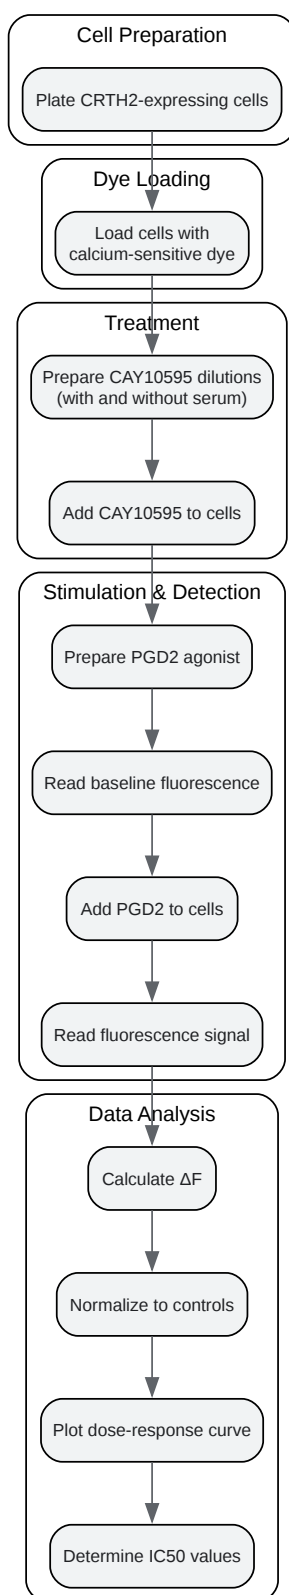 Cell Preparation
Plate CRTH2-expressing cells
Dye Loading
Load cells with
calcium-sensitive dye
Treatment
Prepare CAY10595 dilutions
(with and without serum)
Add CAY10595 to cells
Stimulation & Detection
Prepare PGD2 agonist
Read baseline fluorescence
Add PGD2 to cells
Read fluorescence signal
Data Analysis
Calculate ΔF
Normalize to controls
Plot dose-response curve
Determine IC50 values